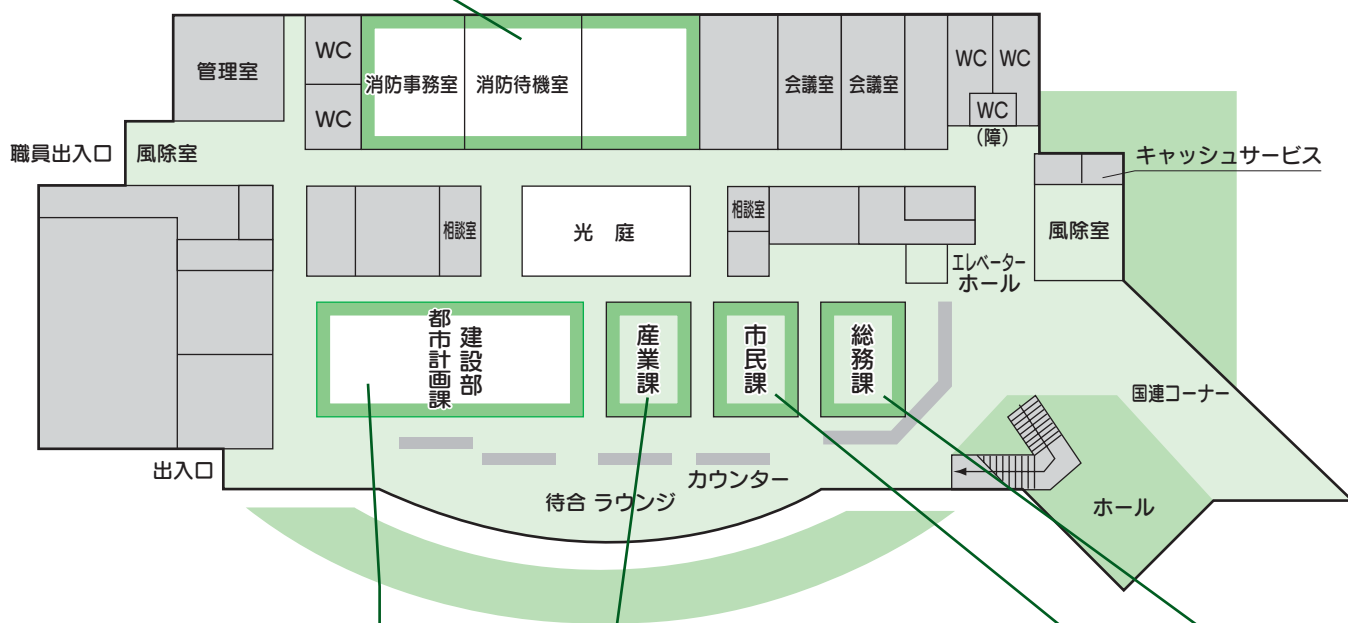 管理室
WC
WC
消防事務室
消防待機室
会議室
会議室
WC
WC
WC
(障)
職員出入口
風除室
キャッシュサービス
相談室
光 庭
相談室
風除室
エレベーター
ホール
建設部
都市計画課
産業課
市民課
総務課
国連コーナー
出入口
カウンター
待合 ラウンジ
ホール